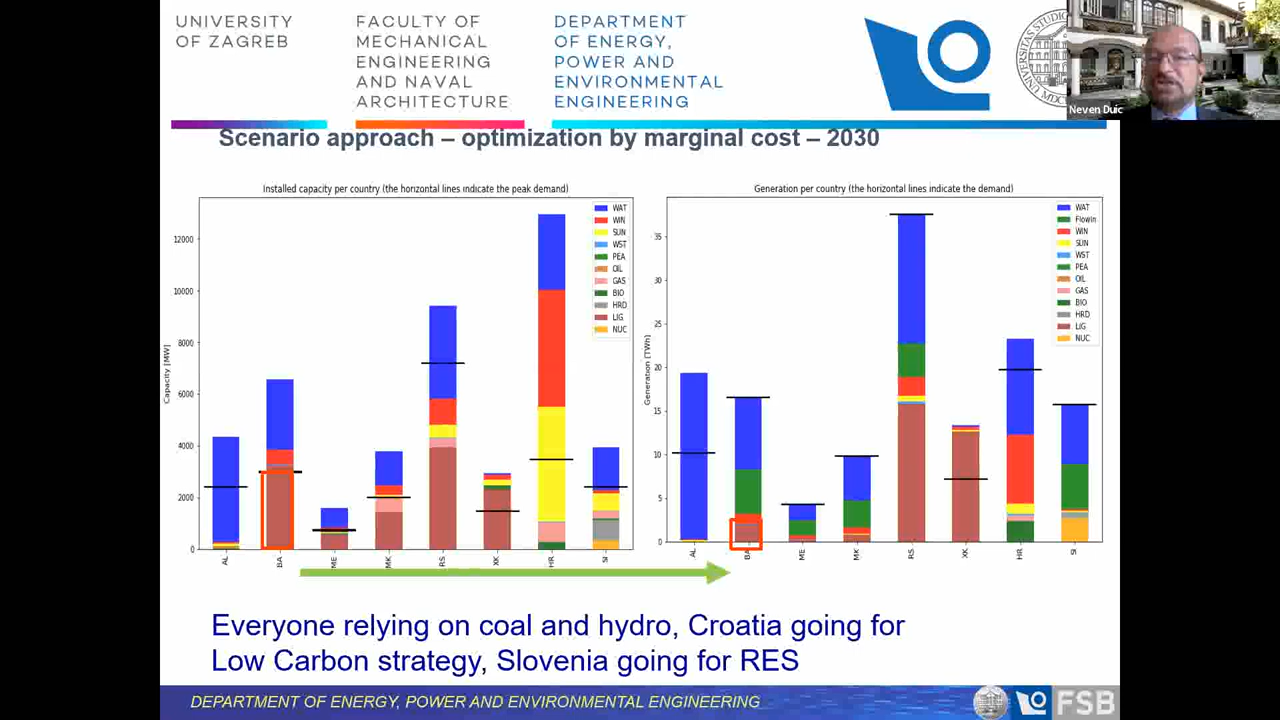 UNIVERSITY
OF ZAGREB
FACULTY OF
MECHANICAL
ENGINEERING
AND NAVAL
ARCHITECTURE
DEPARTMENT
OF ENERGY,
POWER AND
ENVIRONMENTAL
ENGINEERING
Neven Duic
Scenario approach – optimization by marginal cost – 2030
Installed capacity per country (the horizontal lines indicate the peak demand)
Capacity [MW]
12000
10000
8000
6000
4000
2000
0
WAT
WIN
SUN
WST
PEA
OIL
GAS
BIO
HRD
LIG
NUC
AL
BA
ME
MK
RS
XK
HR
SI
Generation per country (the horizontal lines indicate the demand)
Generation [TWh]
35
30
25
20
15
10
5
0
WAT
FlowIn
WIN
SUN
WST
PEA
OIL
GAS
BIO
HRD
LIG
NUC
AL
BA
ME
MK
RS
XK
HR
SI
Everyone relying on coal and hydro, Croatia going for
Low Carbon strategy, Slovenia going for RES
DEPARTMENT OF ENERGY, POWER AND ENVIRONMENTAL ENGINEERING
FSB